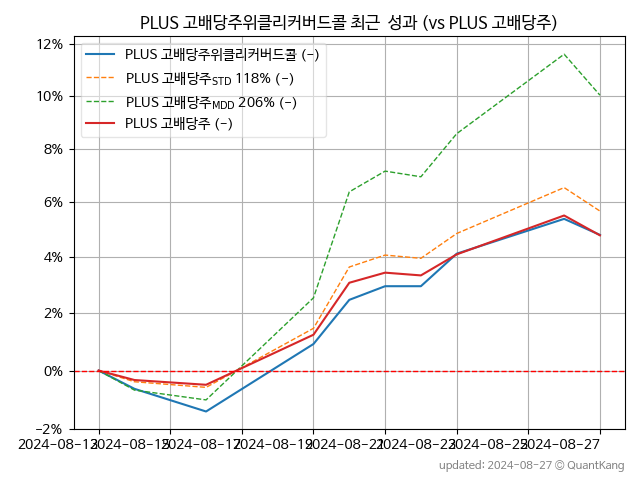 PLUS 고배당주위클리커버드콜 최근 성과 (vs PLUS 고배당주)
PLUS 고배당주위클리커버드콜 (-)
PLUS 고배당주STD 118% (-)
PLUS 고배당주MDD 206% (-)
PLUS 고배당주 (-)
12%
10%
8%
6%
4%
2%
0%
−2%
2024-08-13
2024-08-15
2024-08-17
2024-08-19
2024-08-21
2024-08-23
2024-08-25
2024-08-27
updated: 2024-08-27 © QuantKang